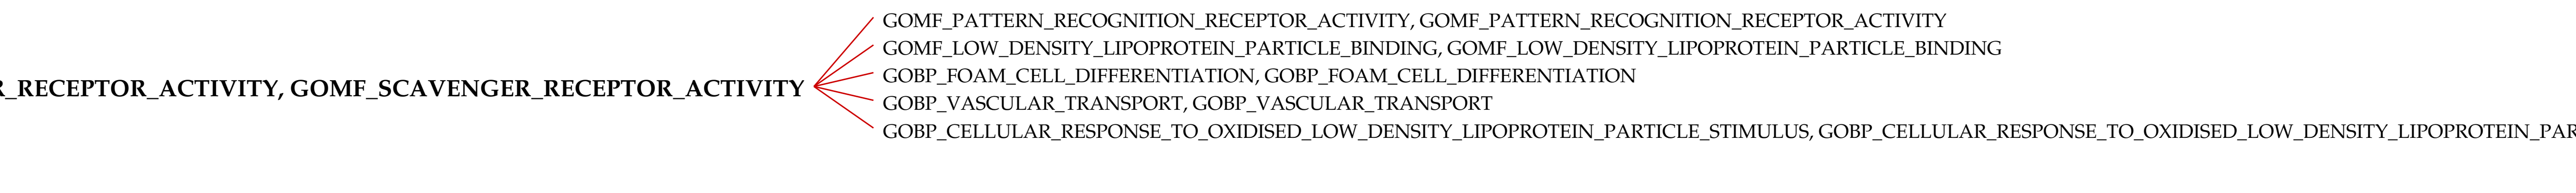 GOMF_PATTERN_RECOGNITION_RECEPTOR_ACTIVITY, GOMF_PATTERN_RECOGNITION_RECEPTOR_ACTIVITY
GOMF_LOW_DENSITY_LIPOPROTEIN_PARTICLE_BINDING, GOMF_LOW_DENSITY_LIPOPROTEIN_PARTICLE_BINDING
GOBP_FOAM_CELL_DIFFERENTIATION, GOBP_FOAM_CELL_DIFFERENTIATION
R_RECEPTOR_ACTIVITY, GOMF_SCAVENGER_RECEPTOR_ACTIVITY
GOBP_VASCULAR_TRANSPORT, GOBP_VASCULAR_TRANSPORT
GOBP_CELLULAR_RESPONSE_TO_OXIDISED_LOW_DENSITY_LIPOPROTEIN_PARTICLE_STIMULUS, GOBP_CELLULAR_RESPONSE_TO_OXIDISED_LOW_DENSITY_LIPOPROTEIN_PAR